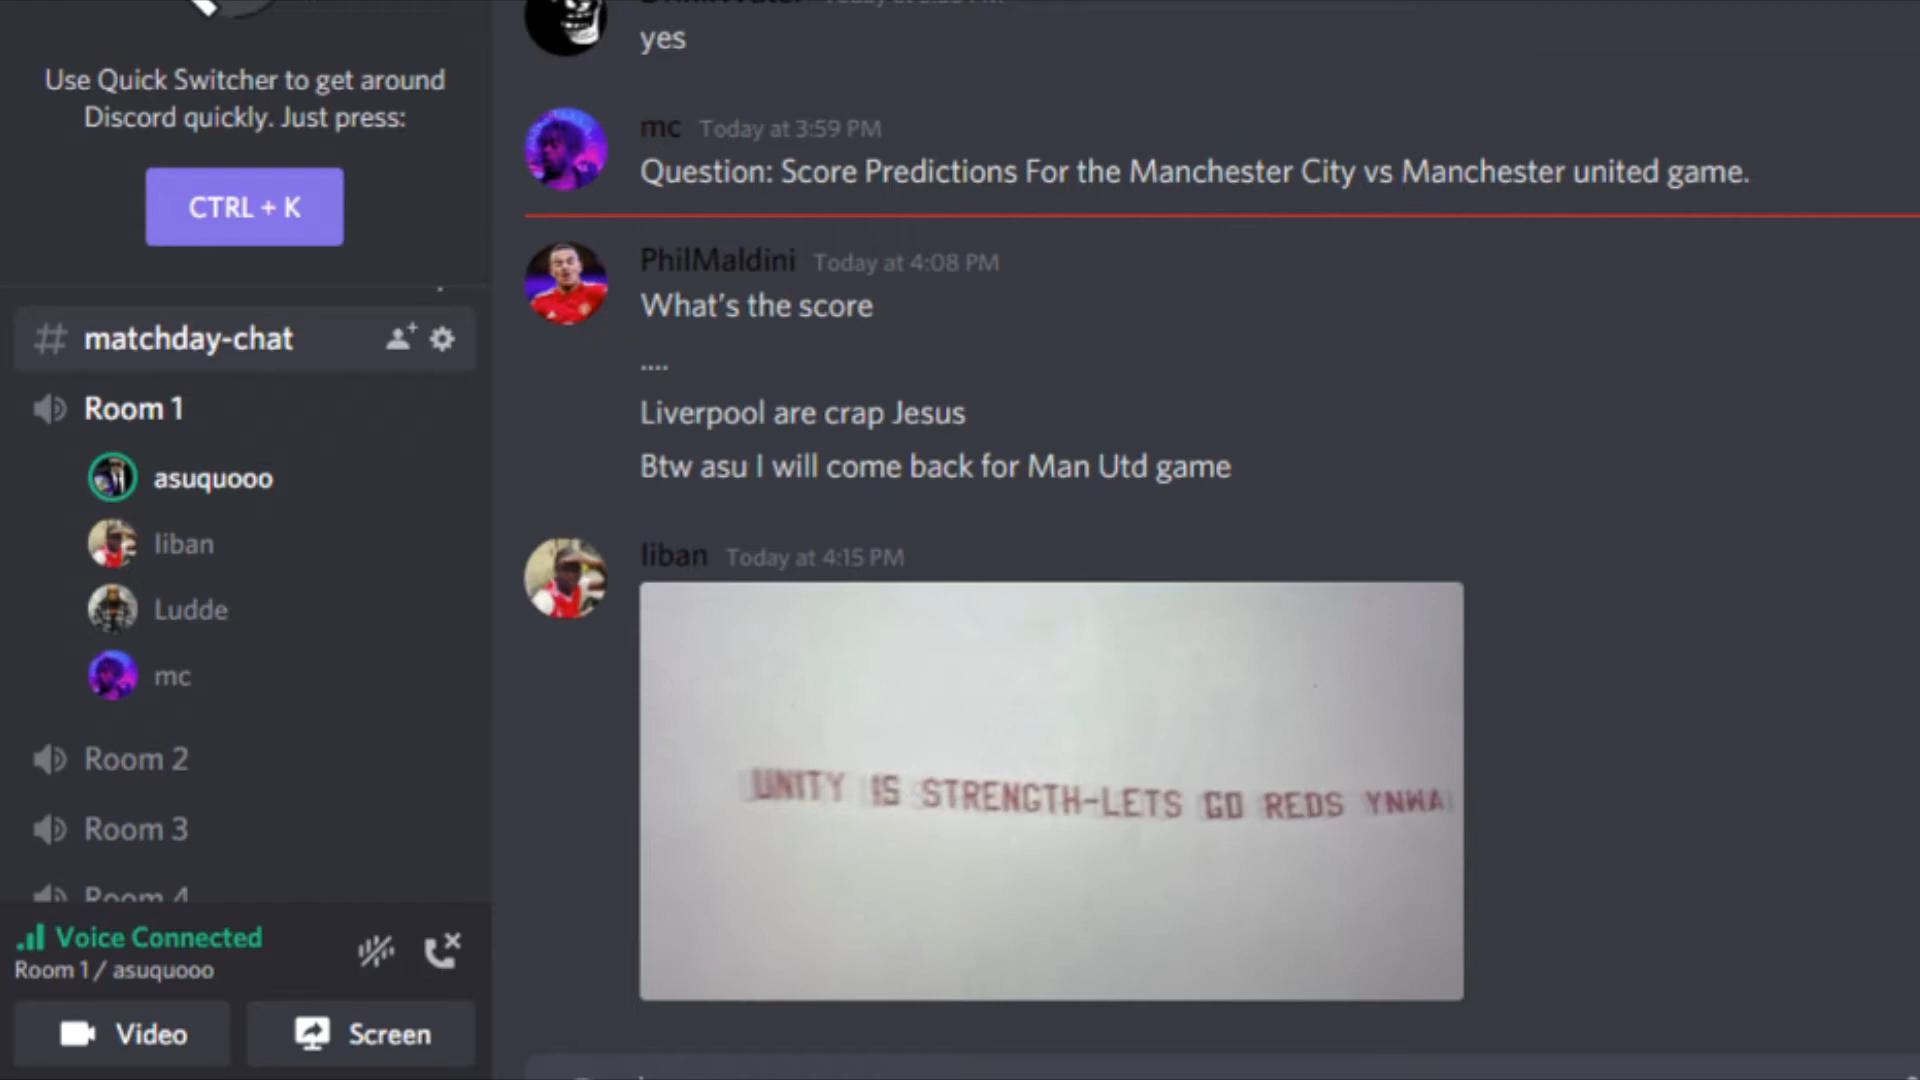 Use Quick Switcher to get around
Discord quickly. Just press:
CTRL + K
matchday-chat
Room 1
asuquooo
liban
Ludde
mc
Room 2
Room 3
Room 4
Voice Connected
Room 1 / asuquooo
Video
Screen
yes
mc Today at 3:59 PM
Question: Score Predictions For the Manchester City vs Manchester united game.
PhilMaldini Today at 4:08 PM
What's the score
....
Liverpool are crap Jesus
Btw asu I will come back for Man Utd game
liban Today at 4:15 PM
UNITY IS STRENGTH-LETS GO REDS YNWA